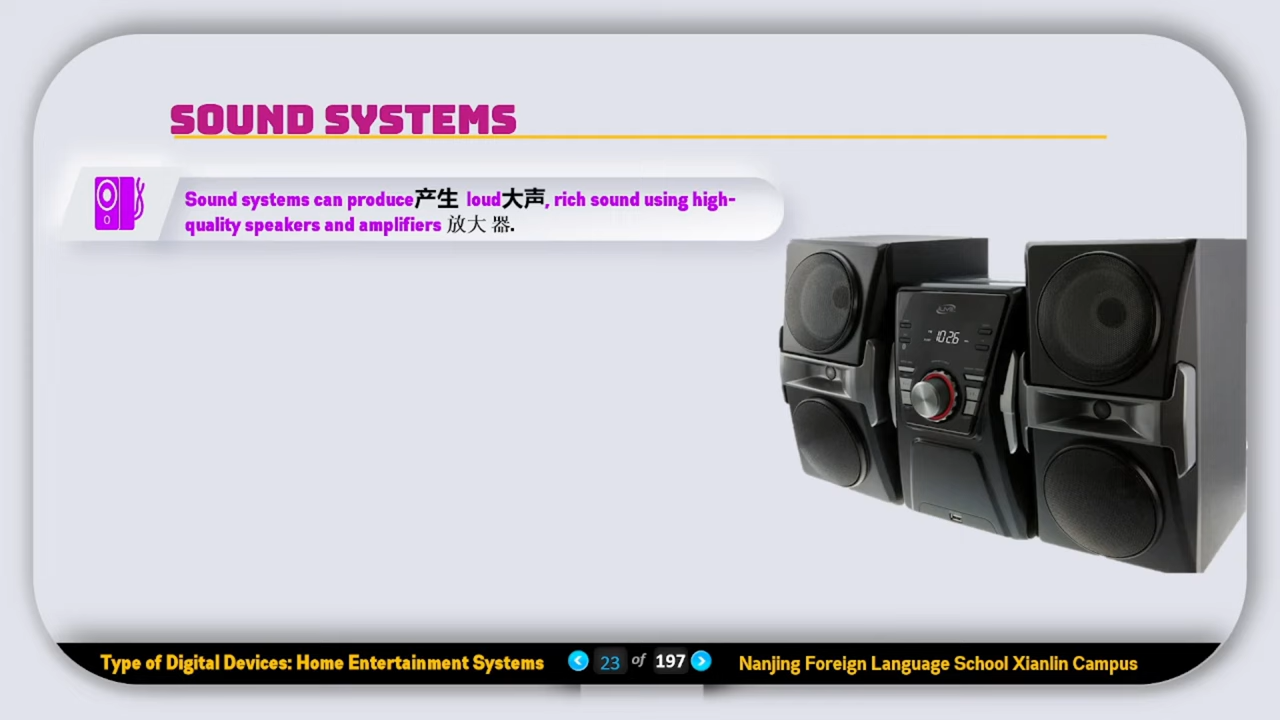 SOUND SYSTEMS
Sound systems can produce产生 loud大声, rich sound using high-
quality speakers and amplifiers 放大 器.
10:26
Type of Digital Devices: Home Entertainment Systems
23 of 197
Nanjing Foreign Language School Xianlin Campus